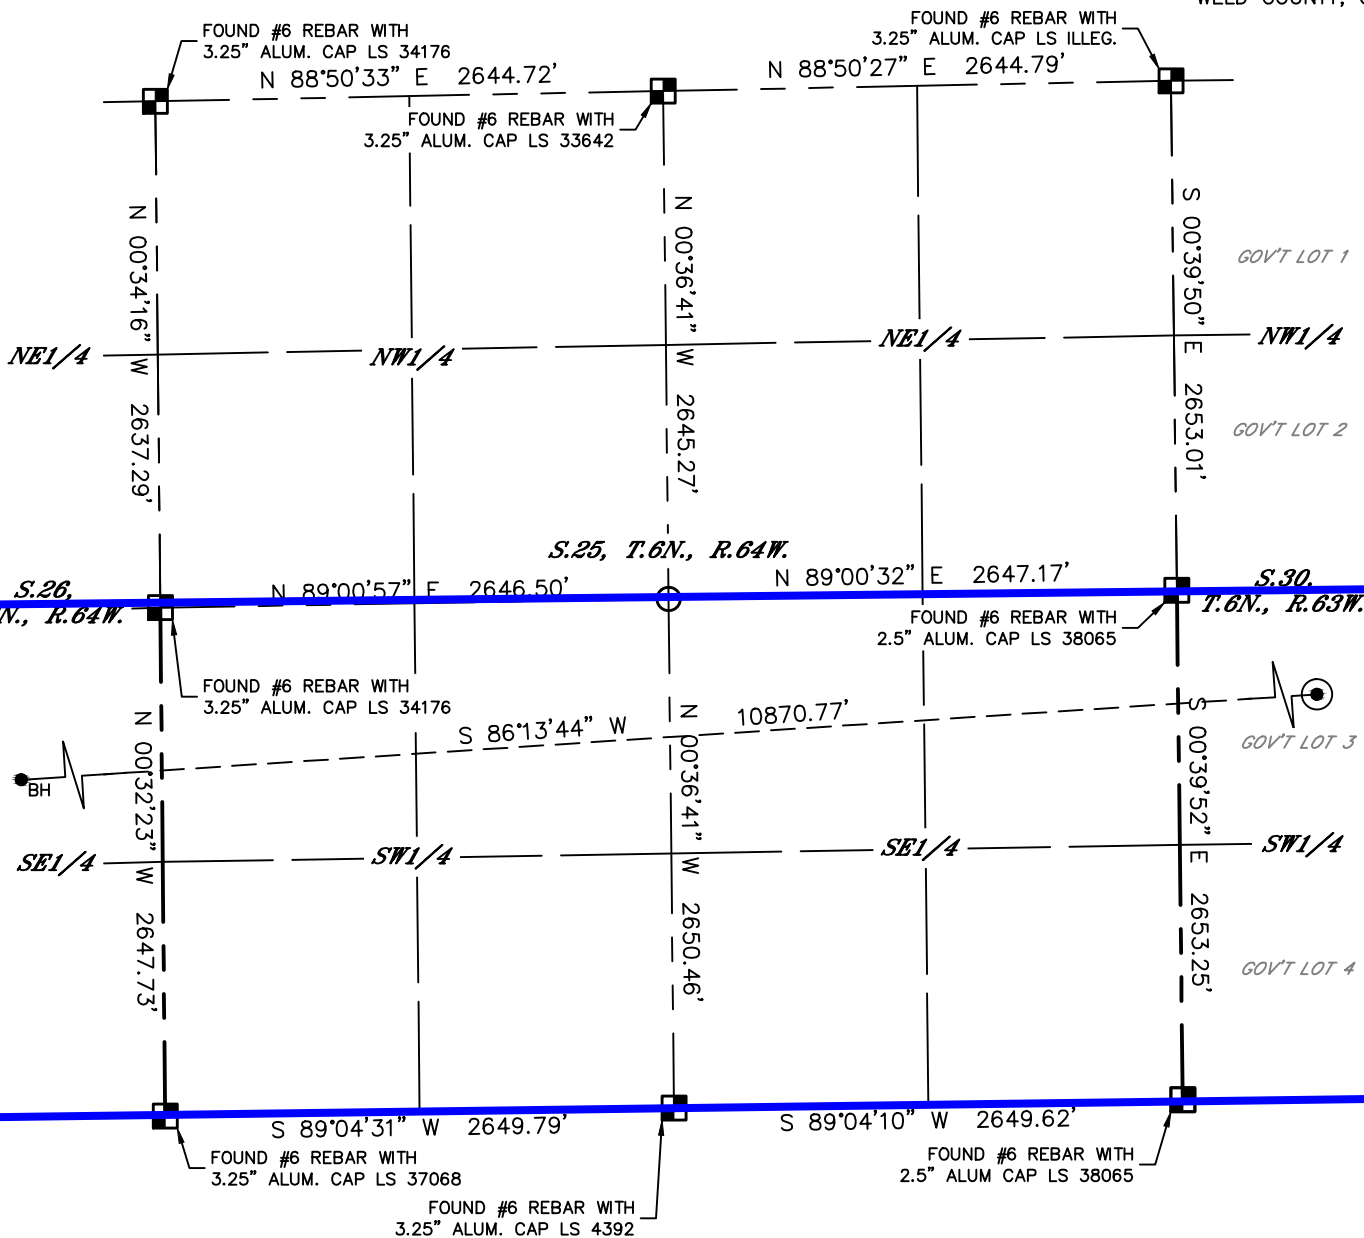 WELD COUNTY,
FOUND #6 REBAR WITH
3.25" ALUM. CAP LS 34176
FOUND #6 REBAR WITH
3.25" ALUM. CAP LS ILLEG.
N 88°50'33" E 2644.72'
N 88°50'27" E 2644.79'
FOUND #6 REBAR WITH
3.25" ALUM. CAP LS 33642
N 00°34'16" W 2637.29'
N 00°36'41" W 2645.27'
S 00°39'50" E 2653.01'
GOV'T LOT 1
NE1/4
NW1/4
NE1/4
NW1/4
GOV'T LOT 2
S.25, T.6N., R.64W.
S.26,
N., R.64W.
N 89°00'57" E 2646.50'
N 89°00'32" E 2647.17'
S.30,
T.6N., R.63W.
FOUND #6 REBAR WITH
2.5" ALUM. CAP LS 38065
FOUND #6 REBAR WITH
3.25" ALUM. CAP LS 34176
S 86°13'44" W 10870.77'
BH
N 00°32'23" W 2647.73'
N 00°36'41" W 2650.46'
S 00°39'52" E 2653.25'
GOV'T LOT 3
SE1/4
SW1/4
SE1/4
SW1/4
GOV'T LOT 4
S 89°04'31" W 2649.79'
S 89°04'10" W 2649.62'
FOUND #6 REBAR WITH
3.25" ALUM. CAP LS 37068
FOUND #6 REBAR WITH
2.5" ALUM CAP LS 38065
FOUND #6 REBAR WITH
3.25" ALUM. CAP LS 4392